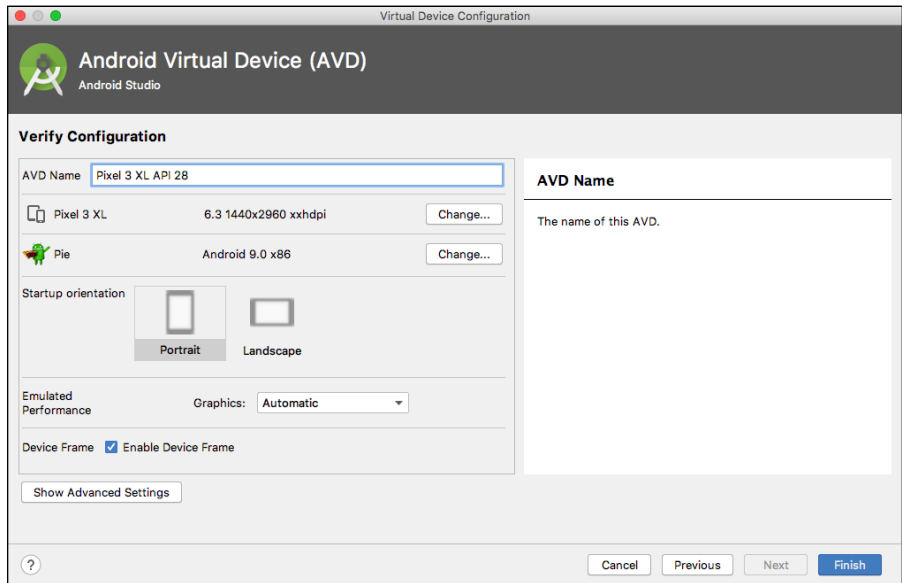 Virtual Device Configuration
Android Virtual Device (AVD)
Android Studio
Verify Configuration
AVD Name Pixel 3 XL API 28
Pixel 3 XL 6.3 1440x2960 xxhdpi Change...
Pie Android 9.0 x86 Change...
Startup orientation
Portrait Landscape
Emulated
Performance
Graphics: Automatic
Device Frame Enable Device Frame
Show Advanced Settings
AVD Name
The name of this AVD.
? Cancel Previous Next Finish